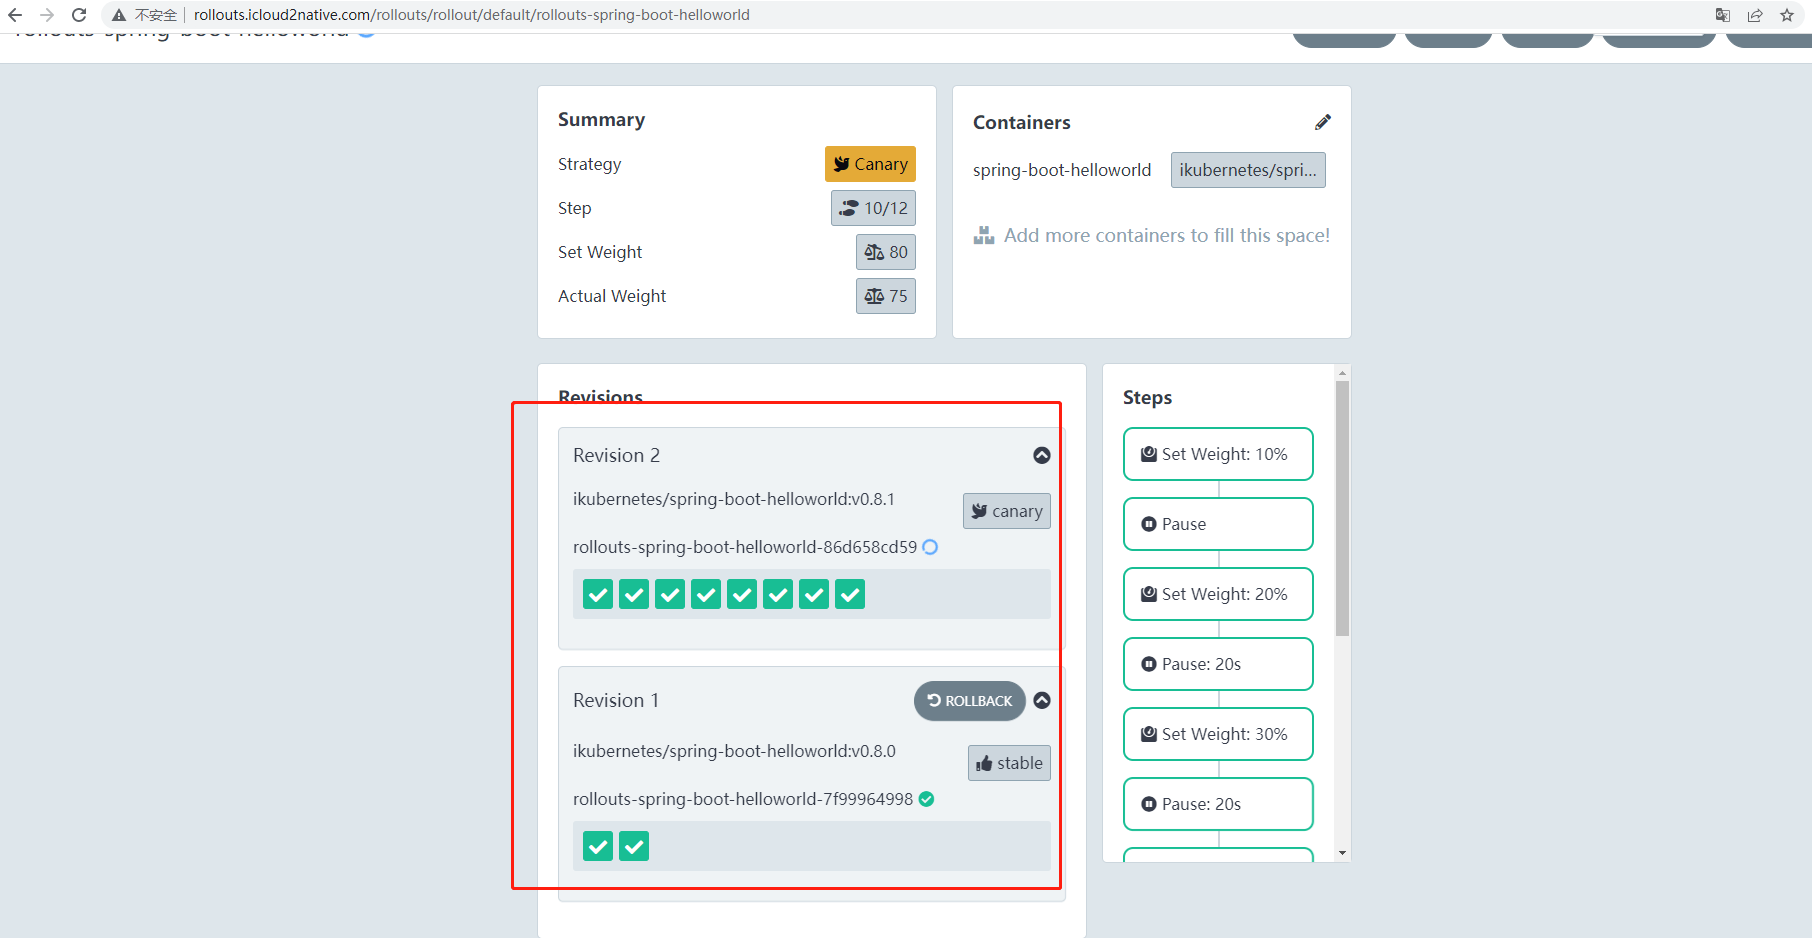 不安全 rollouts.icloud2native.com/rollouts/rollout/default/rollouts-spring-boot-helloworld
rollouts-spring-boot-helloworld
Summary
Strategy
Canary
Step
10/12
Set Weight
80
Actual Weight
75
Containers
spring-boot-helloworld
ikubernetes/spri...
Add more containers to fill this space!
Revisions
Revision 2
ikubernetes/spring-boot-helloworld:v0.8.1
canary
rollouts-spring-boot-helloworld-86d658cd59
Revision 1
ROLLBACK
ikubernetes/spring-boot-helloworld:v0.8.0
stable
rollouts-spring-boot-helloworld-7f99964998
Steps
Set Weight: 10%
Pause
Set Weight: 20%
Pause: 20s
Set Weight: 30%
Pause: 20s